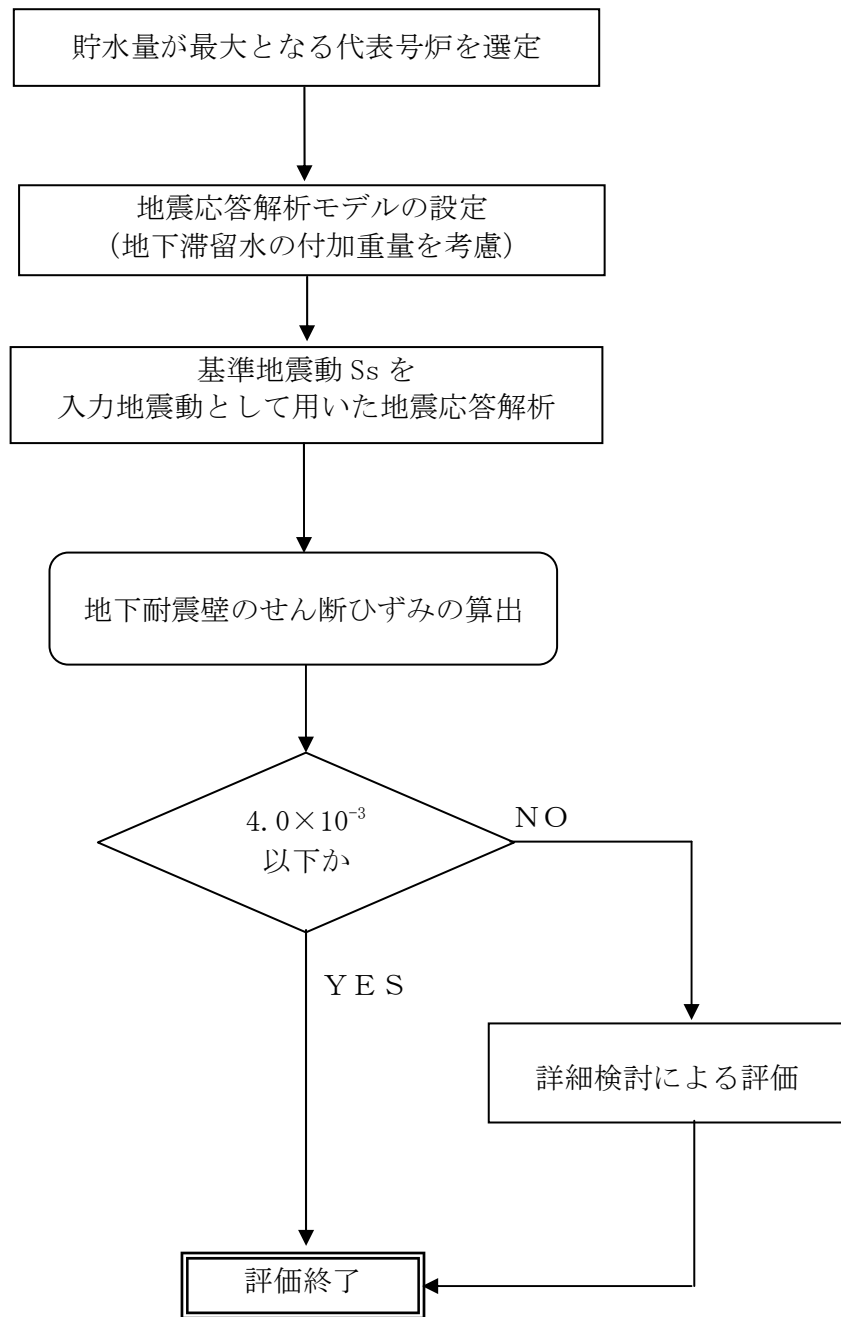 貯水量が最大となる代表号炉を選定
地震応答解析モデルの設定
（地下滞留水の付加重量を考慮）
基準地震動 Ss を
入力地震動として用いた地震応答解析
地下耐震壁のせん断ひずみの算出
4.0×10⁻³
以下か
ＮＯ
ＹＥＳ
詳細検討による評価
評価終了